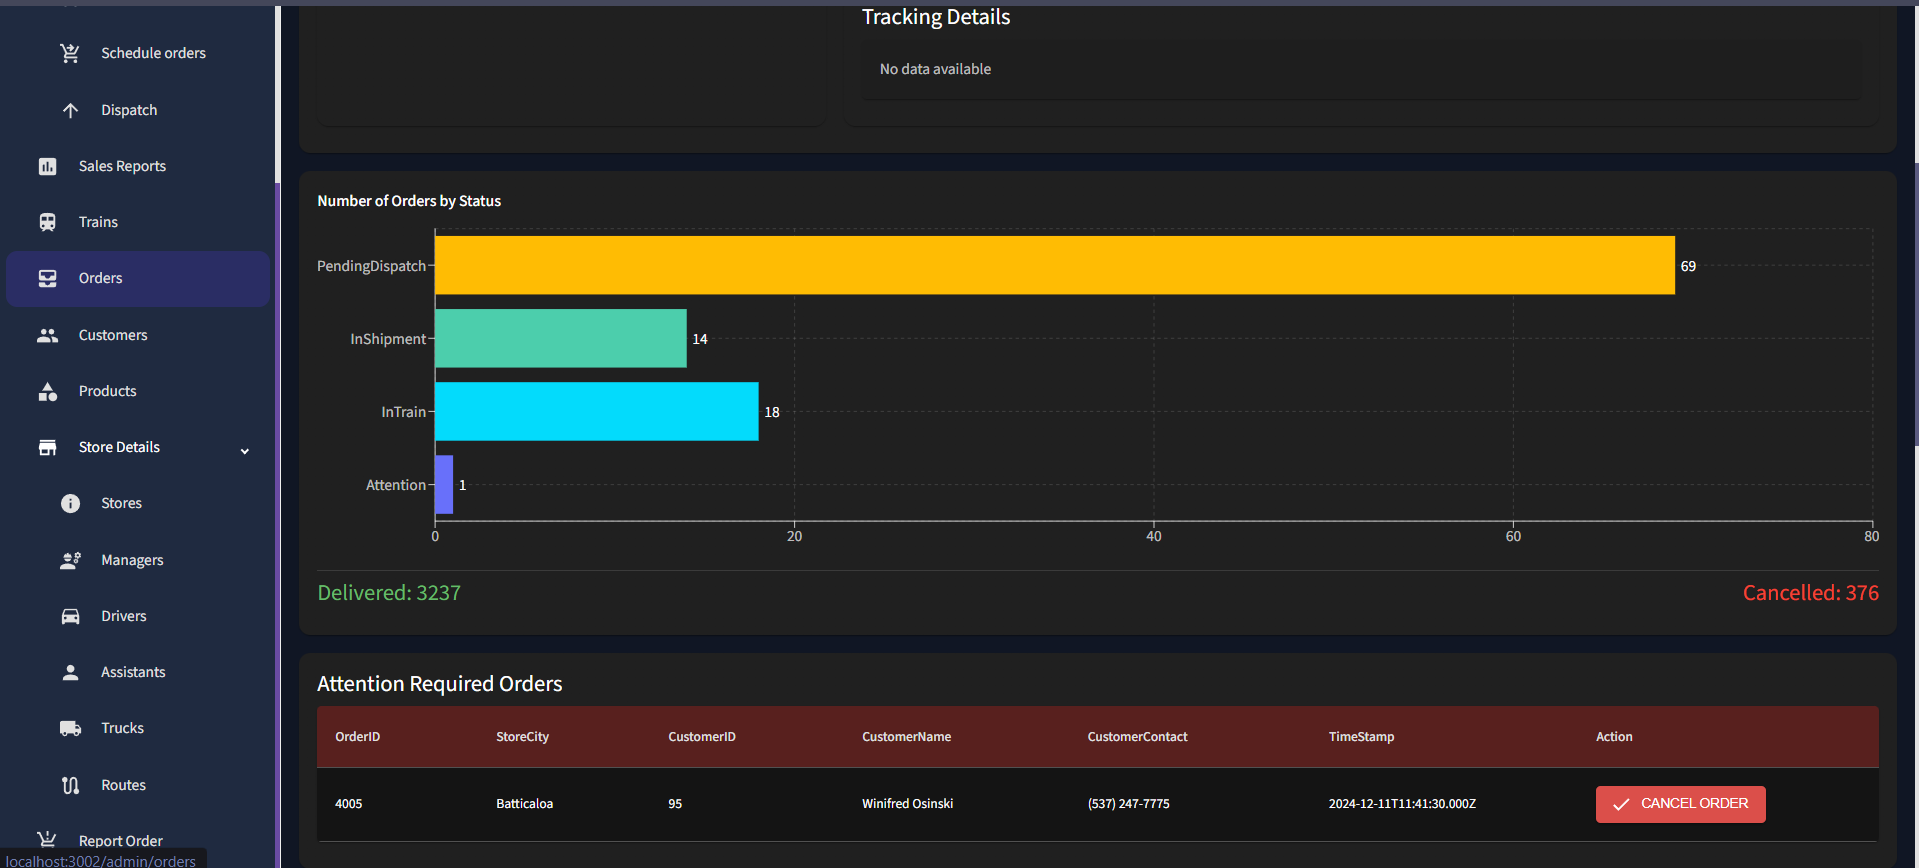 Schedule orders
Dispatch
Sales Reports
Trains
Orders
Customers
Products
Store Details
Stores
Managers
Drivers
Assistants
Trucks
Routes
Report Order
localhost:3002/admin/orders
Tracking Details
No data available
Number of Orders by Status
PendingDispatch 69
InShipment 14
InTrain 18
Attention 1
0 20 40 60 80
Delivered: 3237 Cancelled: 376
Attention Required Orders
OrderID StoreCity CustomerID CustomerName CustomerContact TimeStamp Action
4005 Batticaloa 95 Winifred Osinski (537) 247-7775 2024-12-11T11:41:30.000Z CANCEL ORDER